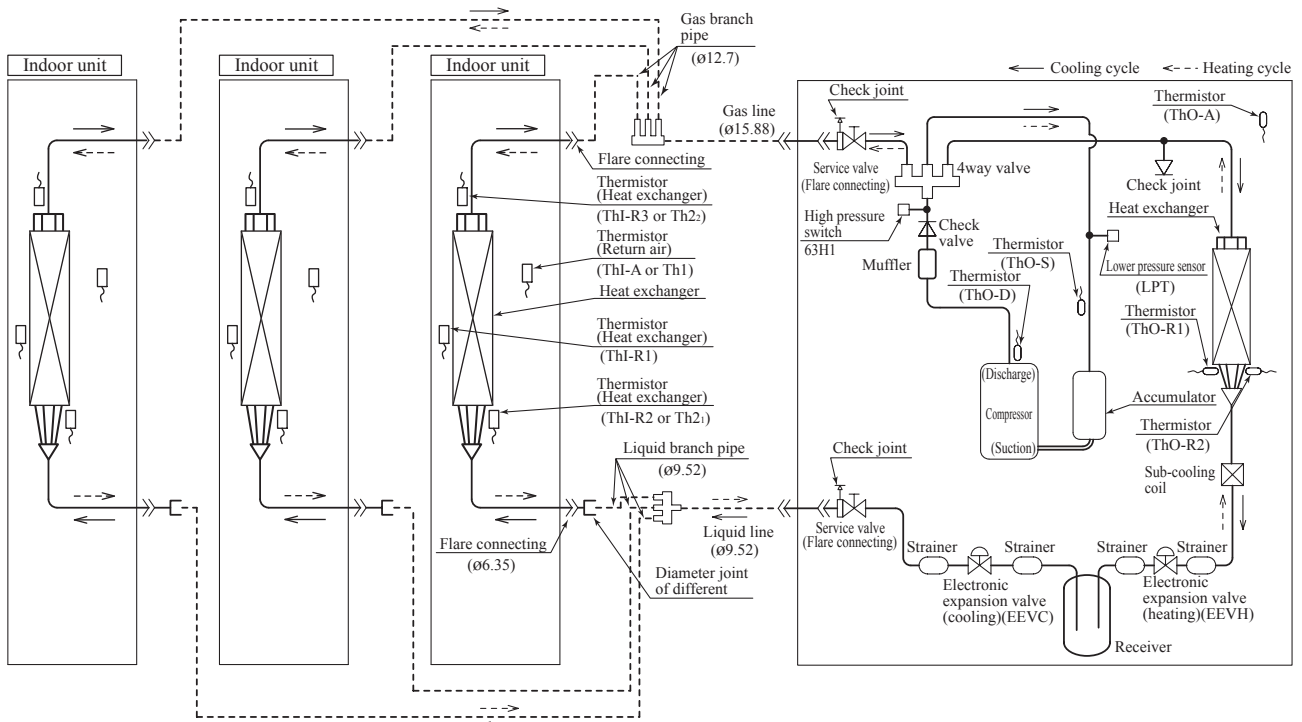 Gas branch
pipe
(ø12.7)
Indoor unit
Indoor unit
Indoor unit
Cooling cycle
Heating cycle
Gas line
(ø15.88)
Check joint
Thermistor
(ThO-A)
Flare connecting
Service valve
(Flare connecting)
4way valve
Check joint
Thermistor
(Heat exchanger)
(ThI-R3 or Th2₂)
High pressure
switch
63H1
Check
valve
Heat exchanger
Thermistor
(Return air)
(ThI-A or Th1)
Muffler
Thermistor
(ThO-S)
Lower pressure sensor
(LPT)
Thermistor
(ThO-D)
Heat exchanger
Thermistor
(ThO-R1)
Thermistor
(Heat exchanger)
(ThI-R1)
(Discharge)
Compressor
(Suction)
Accumulator
Thermistor
(Heat exchanger)
(ThI-R2 or Th2₁)
Thermistor
(ThO-R2)
Liquid branch pipe
(ø9.52)
Check joint
Sub-cooling
coil
Liquid line
(ø9.52)
Service valve
(Flare connecting)
Flare connecting
(ø6.35)
Diameter joint
of different
Strainer
Strainer
Strainer
Strainer
Electronic
expansion valve
(cooling)(EEVC)
Electronic
expansion valve
(heating)(EEVH)
Receiver